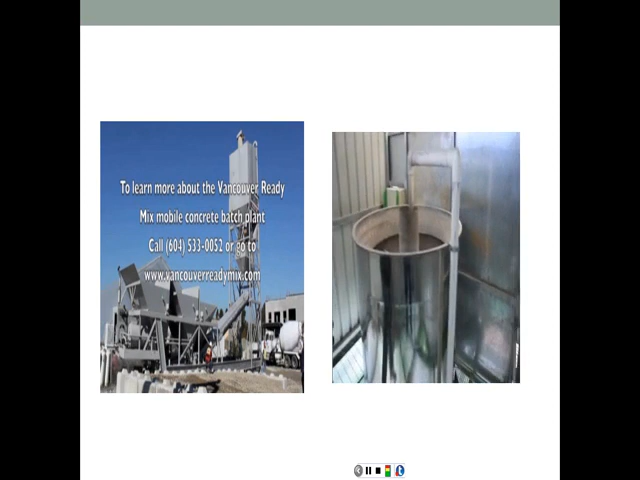 To learn more about the Vancouver Ready
Mix mobile concrete batch plant
Call (604) 533-0052 or go to
www.vancouverreadymix.com